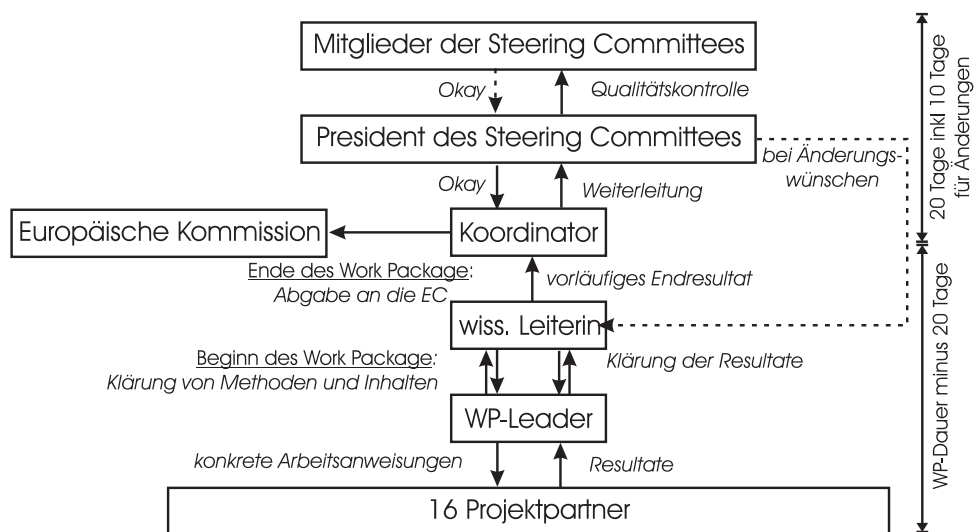 Mitglieder der Steering Committees
Okay
Qualitätskontrolle
President des Steering Committees
bei Änderungs-
wünschen
Okay
Weiterleitung
Europäische Kommission
Koordinator
Ende des Work Package:
Abgabe an die EC
vorläufiges Endresultat
wiss. Leiterin
Beginn des Work Package:
Klärung von Methoden und Inhalten
Klärung der Resultate
WP-Leader
konkrete Arbeitsanweisungen
Resultate
16 Projektpartner
20 Tage inkl 10 Tage
für Änderungen
WP-Dauer minus 20 Tage